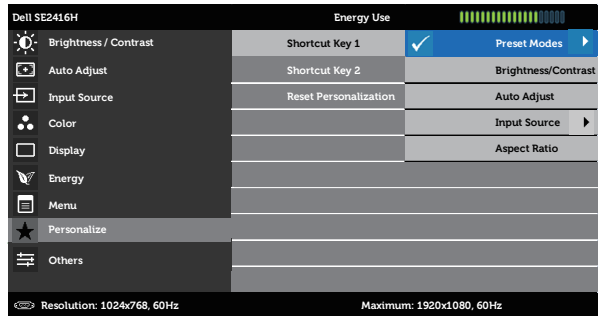 Dell SE2416H Energy Use
Brightness / Contrast Shortcut Key 1 Preset Modes
Auto Adjust Shortcut Key 2 Brightness/Contrast
Input Source Reset Personalization Auto Adjust
Color Input Source
Display Aspect Ratio
Energy
Menu
Personalize
Others
Resolution: 1024x768, 60Hz Maximum: 1920x1080, 60Hz